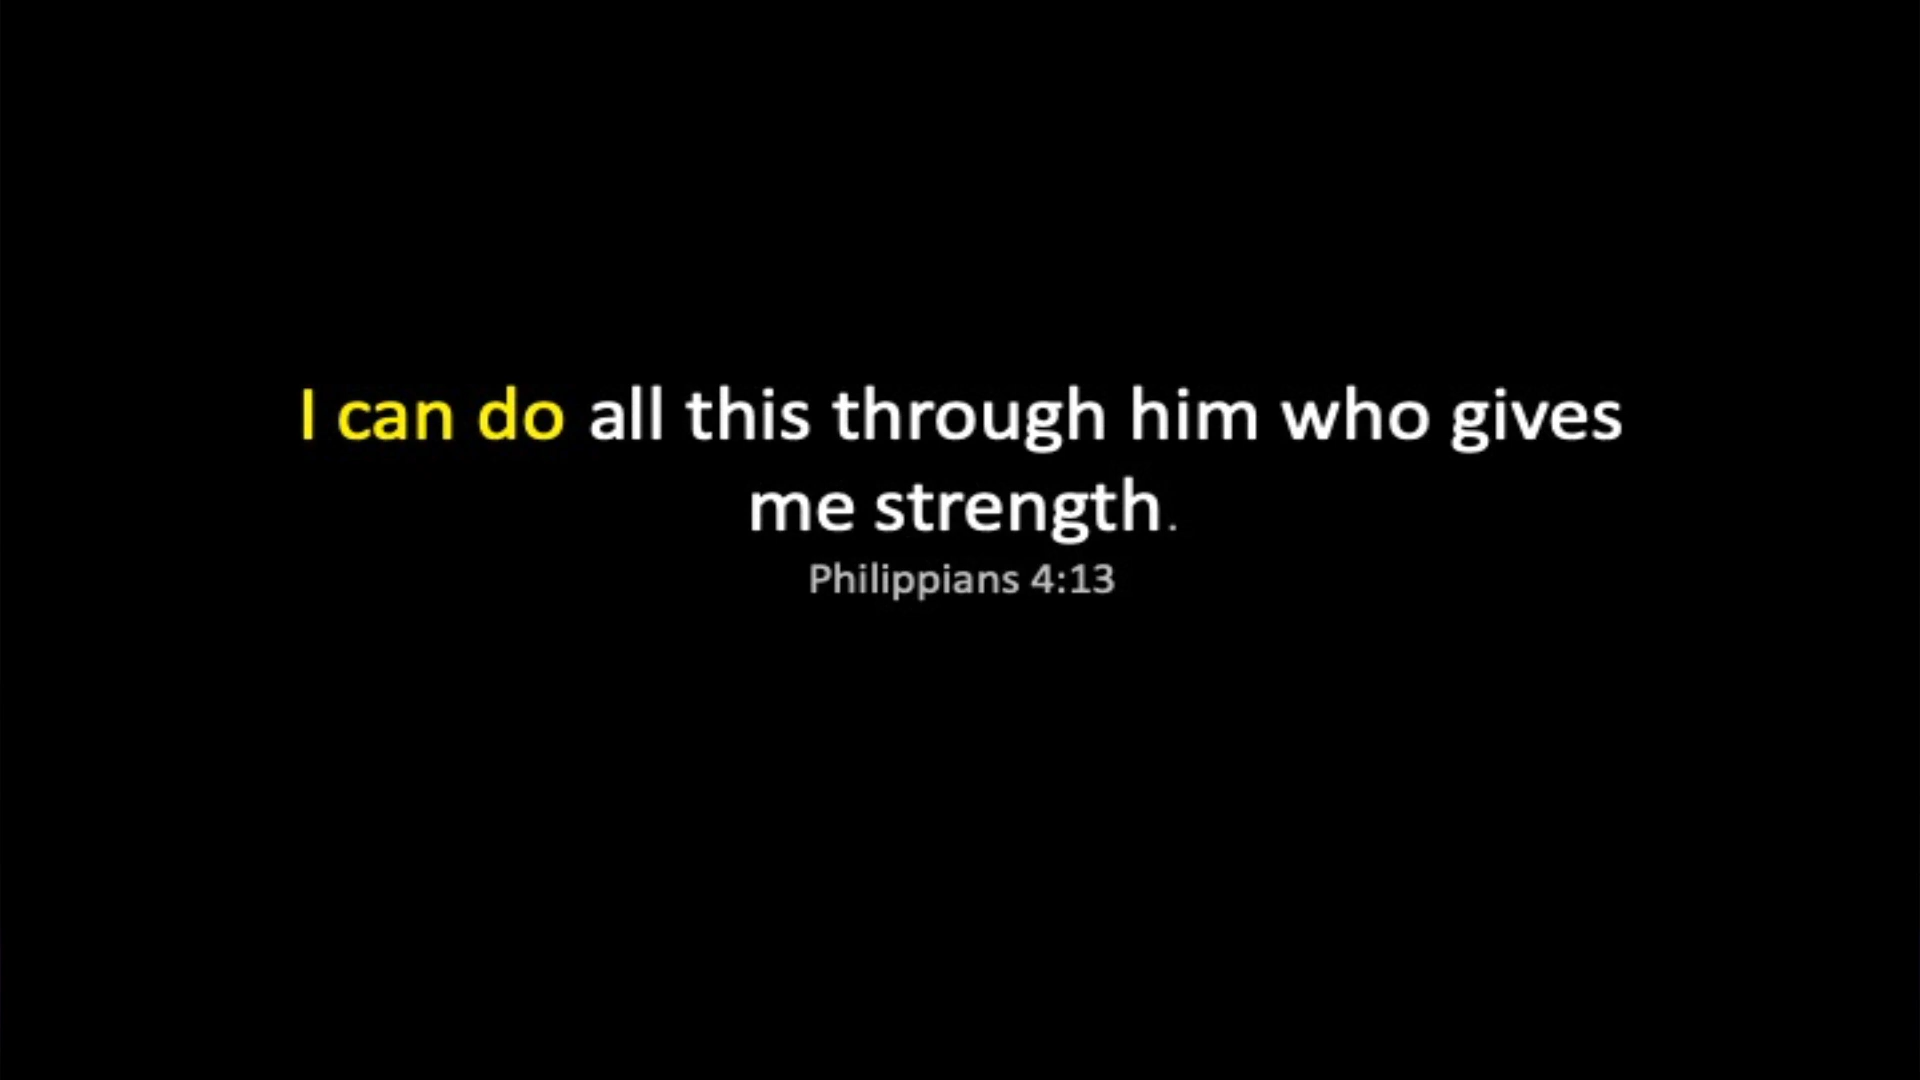 I can do all this through him who gives
me strength.
Philippians 4:13